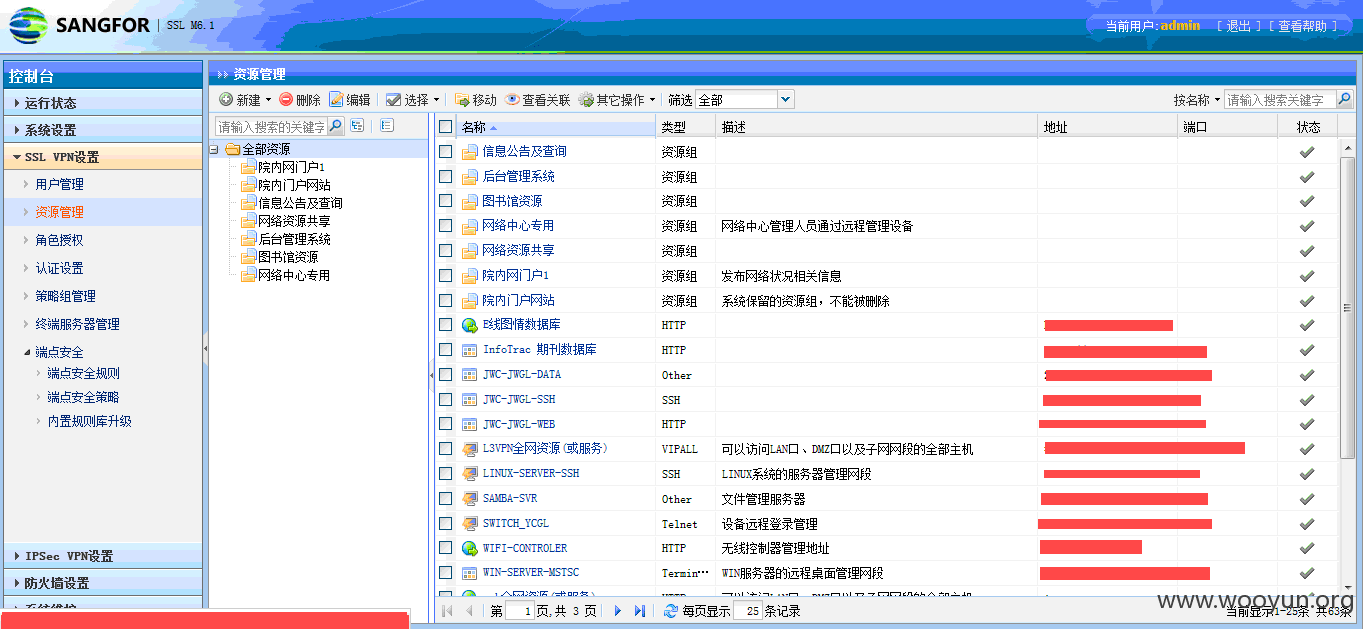 SANGFOR | SSL M6.1
当前用户:admin [ 退出 ] [ 查看帮助 ]
控制台
运行状态
系统设置
SSL VPN设置
用户管理
资源管理
角色授权
认证设置
策略组管理
终端服务器管理
端点安全
端点安全规则
端点安全策略
内置规则库升级
IPSec VPN设置
防火墙设置
系统维护
资源管理
新建 删除 编辑 选择 移动 查看关联 其它操作 筛选 全部 按名称 请输入搜索关键字
请输入搜索的关键字
全部资源
院内网门户1
院内门户网站
信息公告及查询
网络资源共享
后台管理系统
图书馆资源
网络中心专用
名称 类型 描述 地址 端口 状态
信息公告及查询 资源组
后台管理系统 资源组
图书馆资源 资源组
网络中心专用 资源组 网络中心管理人员通过远程管理设备
网络资源共享 资源组
院内网门户1 资源组 发布网络状况相关信息
院内门户网站 资源组 系统保留的资源组，不能被删除
E线图情数据库 HTTP
InfoTrac 期刊数据库 HTTP
JWC-JWGL-DATA Other
JWC-JWGL-SSH SSH
JWC-JWGL-WEB HTTP
L3VPN全网资源(或服务) VIPALL 可以访问LAN口、DMZ口以及子网网段的全部主机
LINUX-SERVER-SSH SSH LINUX系统的服务器管理网段
SAMBA-SVR Other 文件管理服务器
SWITCH_YCGL Telnet 设备远程登录管理
WIFI-CONTROLER HTTP 无线控制器管理地址
WIN-SERVER-MSTSC Termin··· WIN服务器的远程桌面管理网段
第 1 页,共 3 页 每页显示 25 条记录
当前显示1-25条 共63条
www.wooyun.org